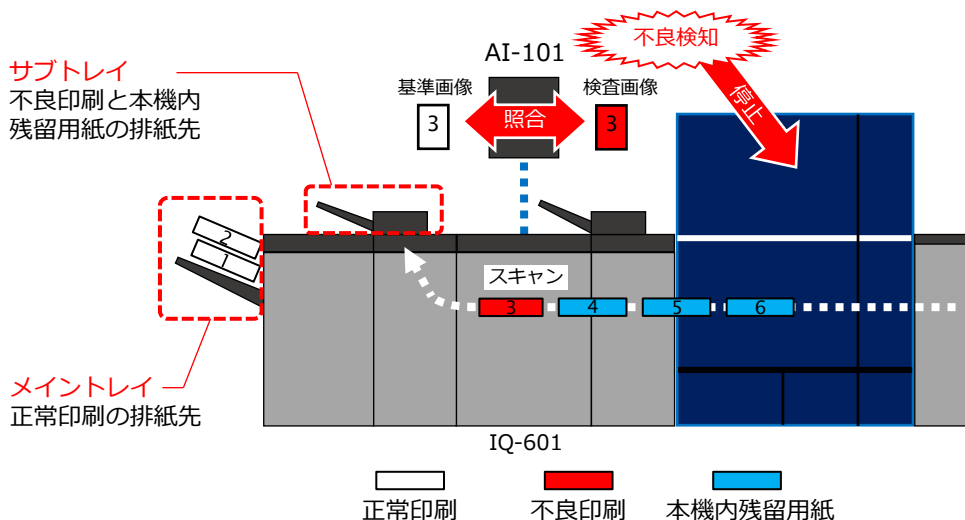 不良検知
停止
AI-101
基準画像
検査画像
3
照合
3
サブトレイ
不良印刷と本機内
残留用紙の排紙先
2
1
スキャン
3
4
5
6
メイントレイ
正常印刷の排紙先
IQ-601
正常印刷
不良印刷
本機内残留用紙